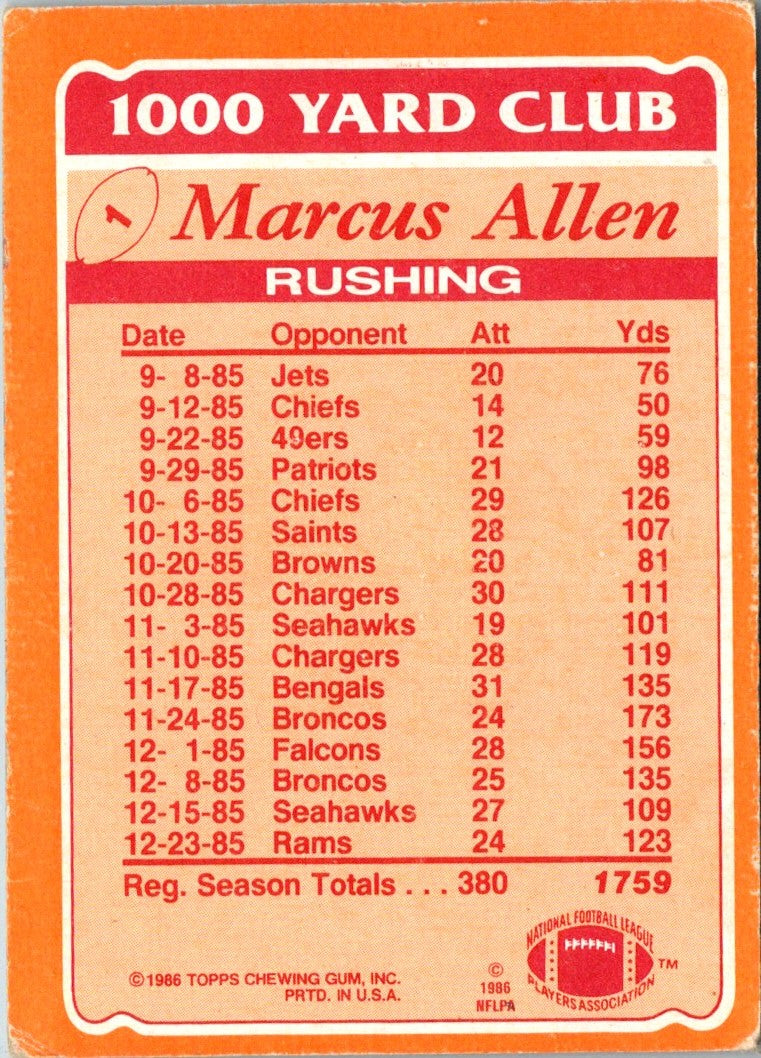 1000 YARD CLUB
1 Marcus Allen
RUSHING
Date Opponent Att Yds
9- 8-85 Jets 20 76
9-12-85 Chiefs 14 50
9-22-85 49ers 12 59
9-29-85 Patriots 21 98
10- 6-85 Chiefs 29 126
10-13-85 Saints 28 107
10-20-85 Browns 20 81
10-28-85 Chargers 30 111
11- 3-85 Seahawks 19 101
11-10-85 Chargers 28 119
11-17-85 Bengals 31 135
11-24-85 Broncos 24 173
12- 1-85 Falcons 28 156
12- 8-85 Broncos 25 135
12-15-85 Seahawks 27 109
12-23-85 Rams 24 123
Reg. Season Totals . . . 380 1759
NATIONAL FOOTBALL LEAGUE
PLAYERS ASSOCIATION
TM
©1986 TOPPS CHEWING GUM, INC.
PRTD. IN U.S.A.
©
1986
NFLPA